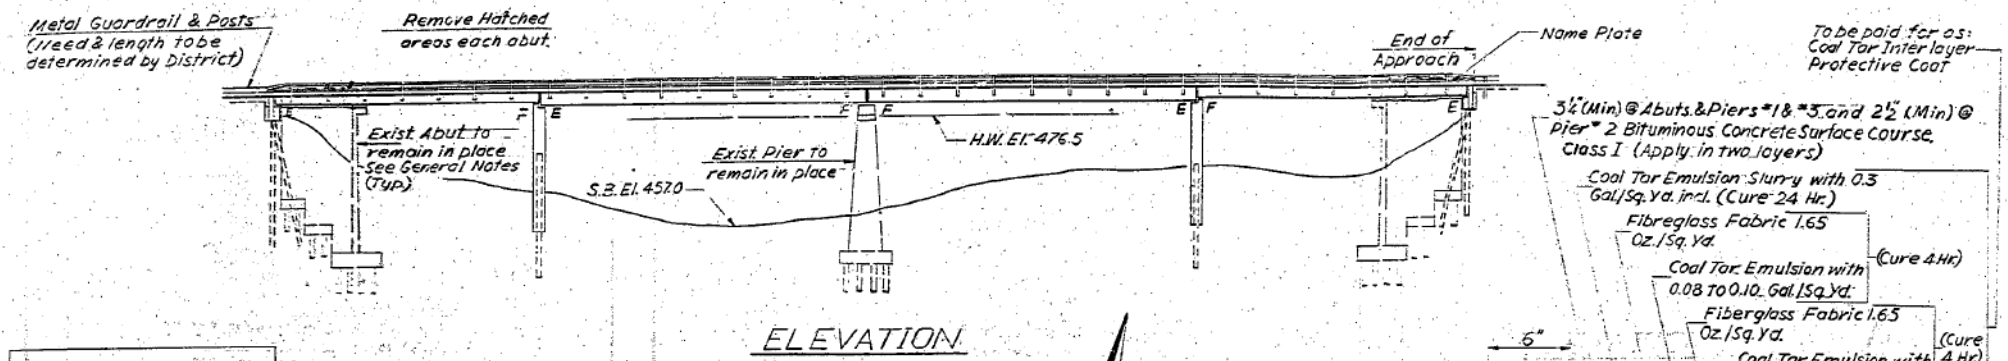 Metal Guardrail & Posts
(Need & length to be
determined by District)
Remove Hatched
areas each abut.
End of
Approach
Name Plate
To be paid for as:
Coal Tar Interlayer
Protective Coat
E
F
E
F
F
E
F
E
Exist. Abut to
remain in place
See General Notes
(Typ.)
Exist. Pier to
remain in place
H.W. El. 476.5
S.B. El. 457.0
3¼" (Min) @ Abuts. & Piers #1 & #3 and 2½" (Min) @
Pier #2 Bituminous Concrete Surface Course,
Class I (Apply in two layers)
Coal Tar Emulsion Slurry with 0.3
Gal./Sq. Yd. incl. (Cure 24 Hr.)
Fibreglass Fabric 1.65
Oz./Sq. Yd.
(Cure 4 Hr.)
Coal Tar Emulsion with
0.08 TO 0.10 Gal./Sq. Yd.
Fiberglass Fabric 1.65
Oz./Sq. Yd.
(Cure
4 Hr)
Coal Tar Emulsion with
ELEVATION
6"